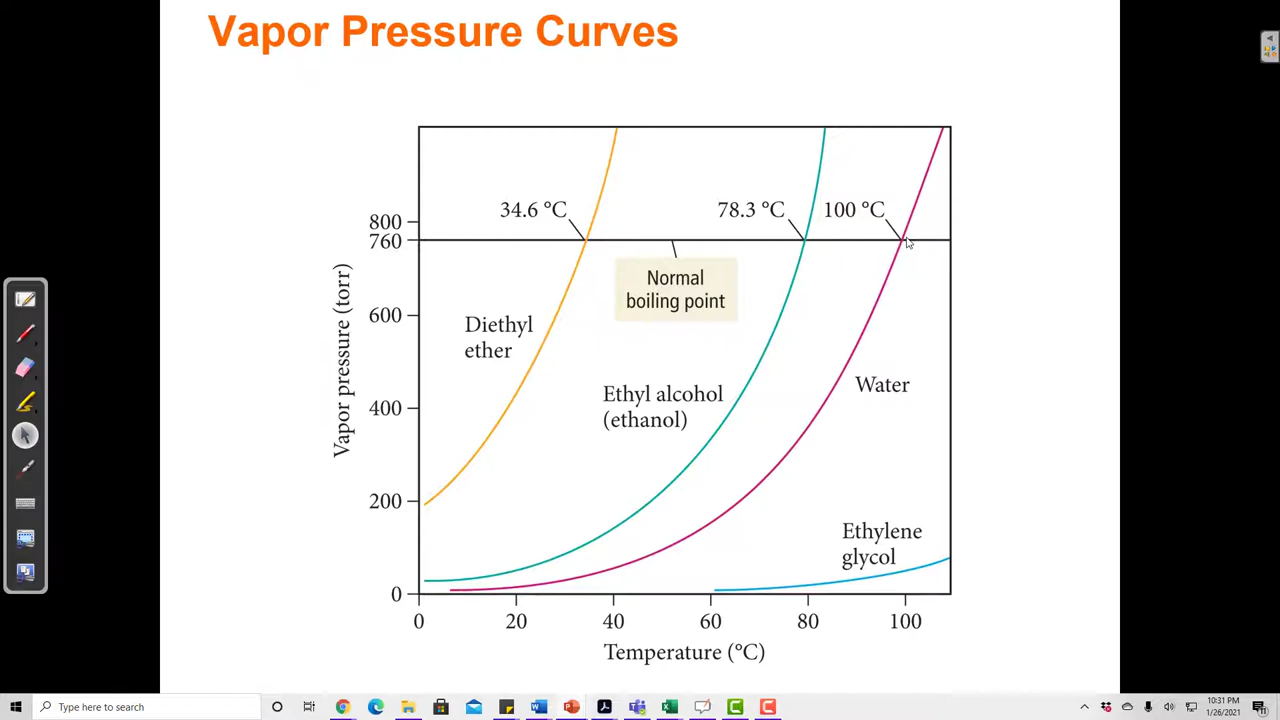 Vapor Pressure Curves
34.6 °C
78.3 °C
100 °C
800
760
Normal
boiling point
Vapor pressure (torr)
600
Diethyl
ether
400
Ethyl alcohol
(ethanol)
Water
200
Ethylene
glycol
0
0
20
40
60
80
100
Temperature (°C)
Type here to search
10:31 PM
1/26/2021